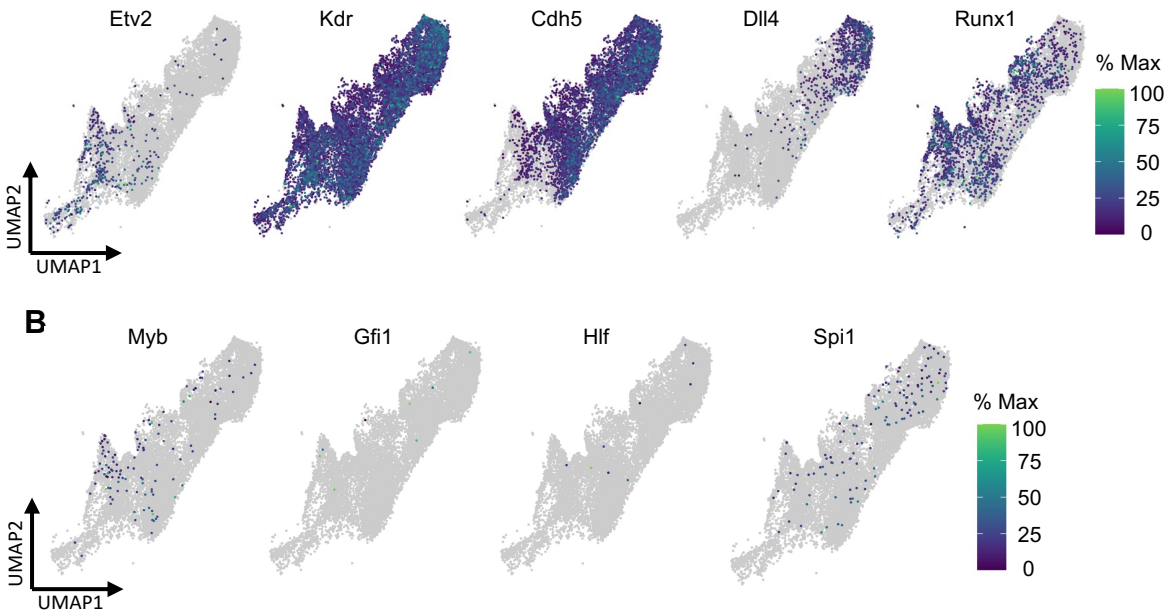 Etv2 Kdr Cdh5 Dll4 Runx1
% Max
100
75
50
25
0
UMAP2
UMAP1
B
Myb Gfi1 Hlf Spi1
% Max
100
75
50
25
0
UMAP2
UMAP1